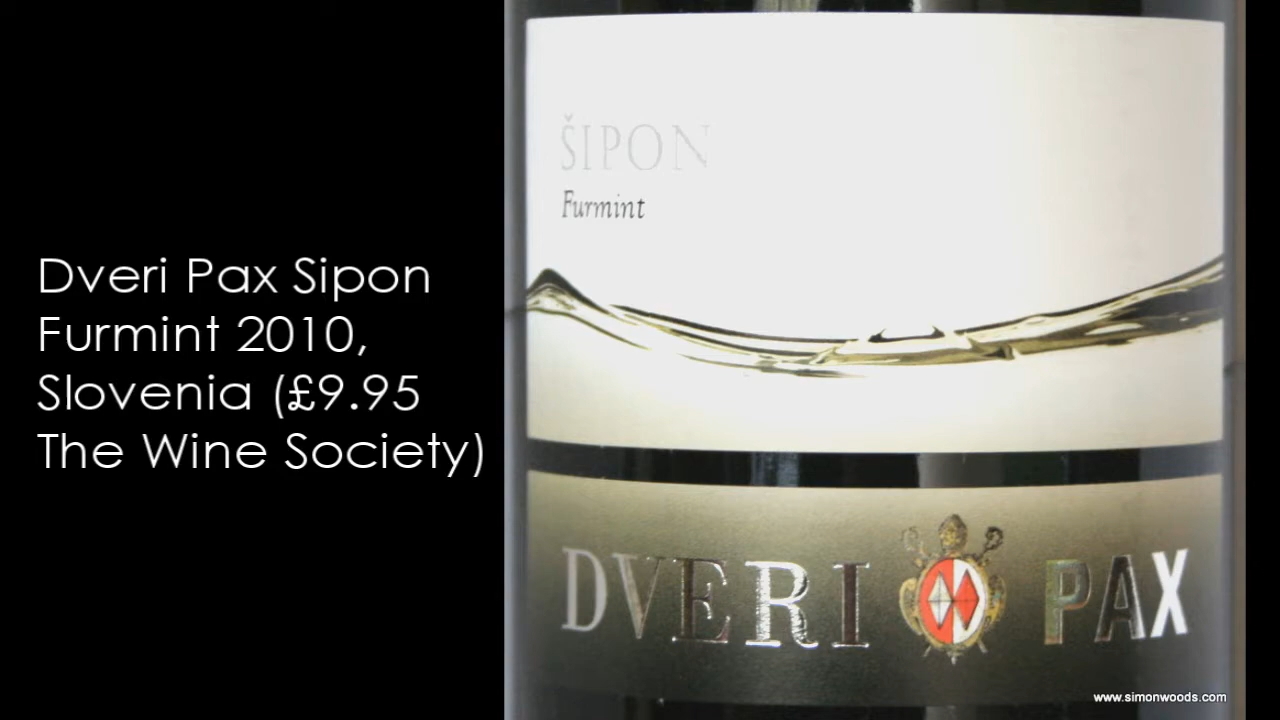 Dveri Pax Sipon
Furmint 2010,
Slovenia (£9.95
The Wine Society)
ŠIPON
Furmint
DVERI PAX
www.simonwoods.com